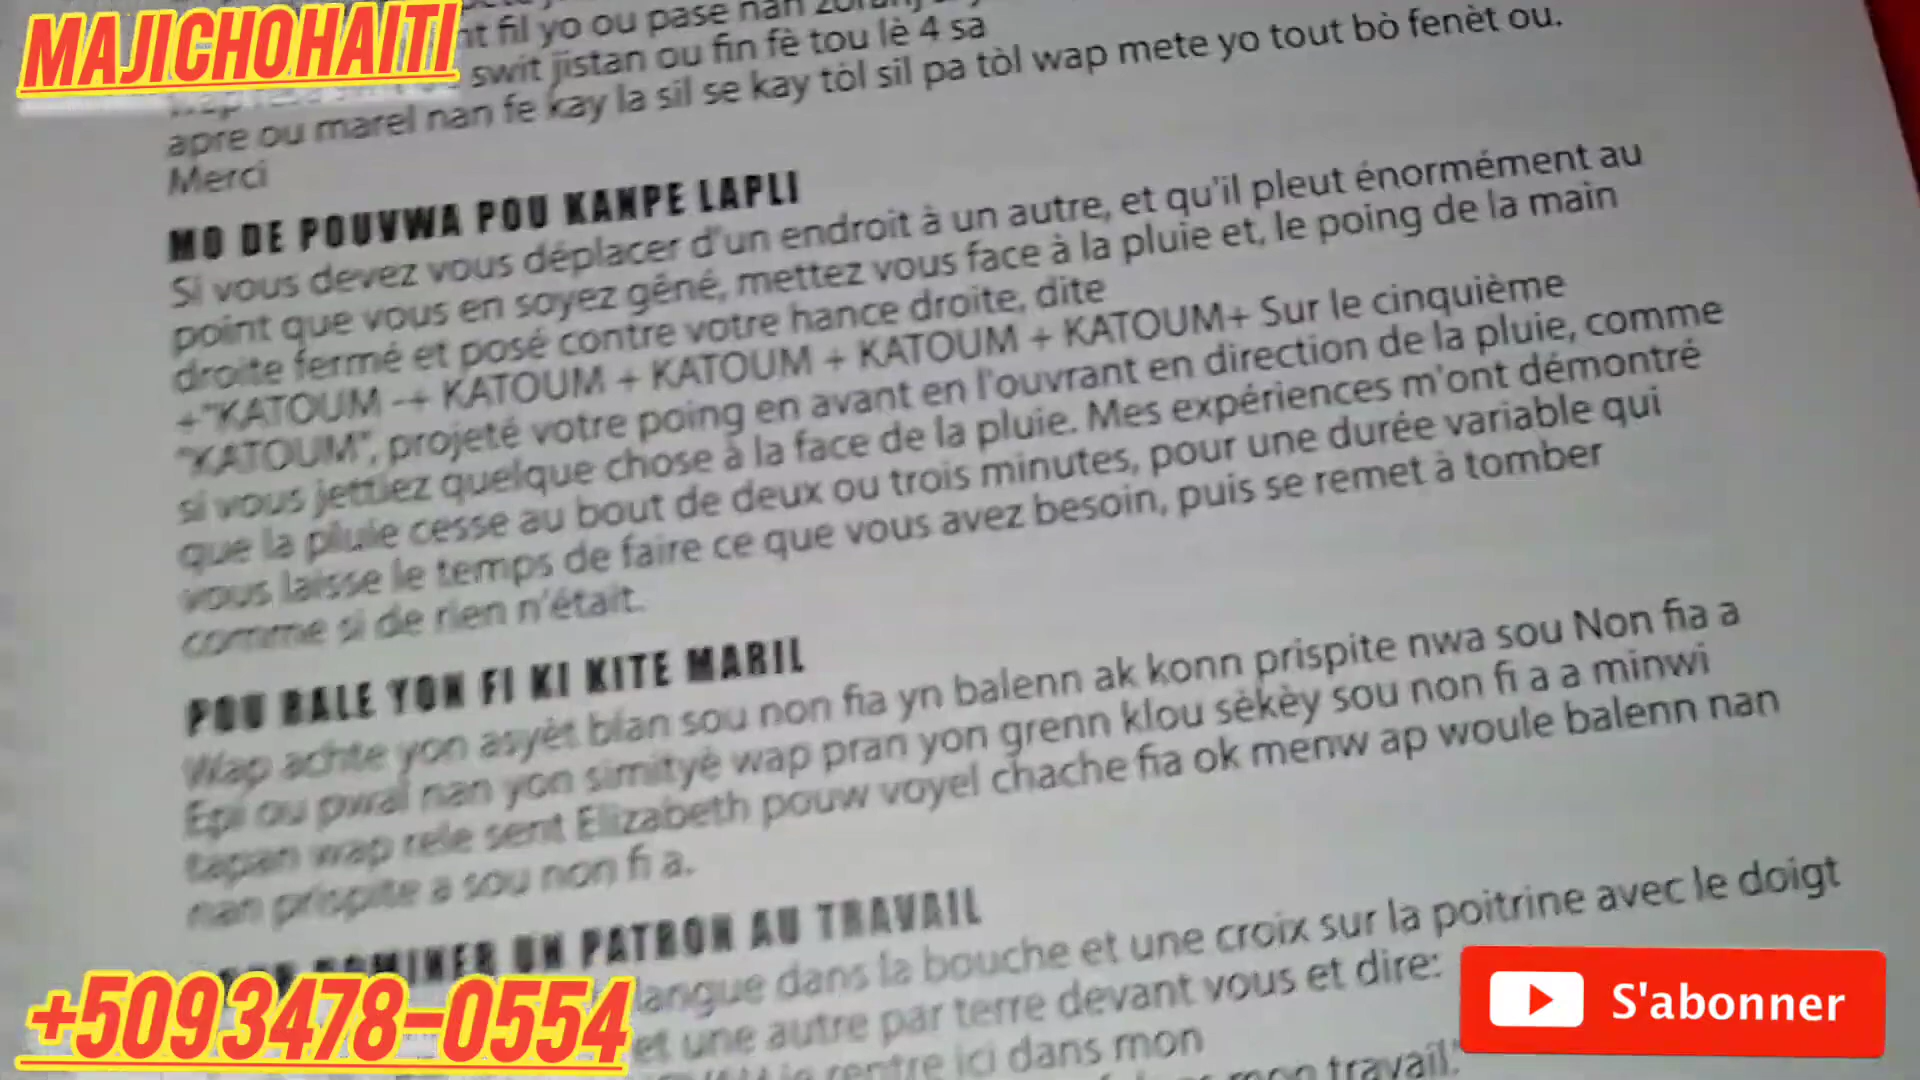 MAJICHOHAITI
nt fil yo ou pase nan
swit jistan ou fin fè tou lè 4 sa
apre ou marel nan fe kay la sil se kay tòl sil pa tòl wap mete yo tout bò fenèt ou.
Merci
MO DE POUVWA POU KANPE LAPLI
Si vous devez vous déplacer d'un endroit à un autre, et qu'il pleut énormément au
point que vous en soyez gêné, mettez vous face à la pluie et, le poing de la main
droite fermé et posé contre votre hance droite, dite
+"KATOUM -+ KATOUM + KATOUM + KATOUM + KATOUM+ Sur le cinquième
"KATOUM", projeté votre poing en avant en l'ouvrant en direction de la pluie, comme
si vous jettiez quelque chose à la face de la pluie. Mes expériences m'ont démontré
que la pluie cesse au bout de deux ou trois minutes, pour une durée variable qui
vous laisse le temps de faire ce que vous avez besoin, puis se remet à tomber
comme si de rien n'était.
POU RALE YON FI KI KITE MARIL
Wap achte yon asyèt blan sou non fia yn balenn ak konn prispite nwa sou Non fia a
Epi ou pwal nan yon simityè wap pran yon grenn klou sèkèy sou non fi a a minwi
tapan wap rele sent Elizabeth pouw voyel chache fia ok menw ap woule balenn nan
nan prispite a sou non fi a.
DOMINER UN PATRON AU TRAVAIL
langue dans la bouche et une croix sur la poitrine avec le doigt
et une autre par terre devant vous et dire:
je rentre ici dans mon
mon travail."
+5093478-0554
S'abonner